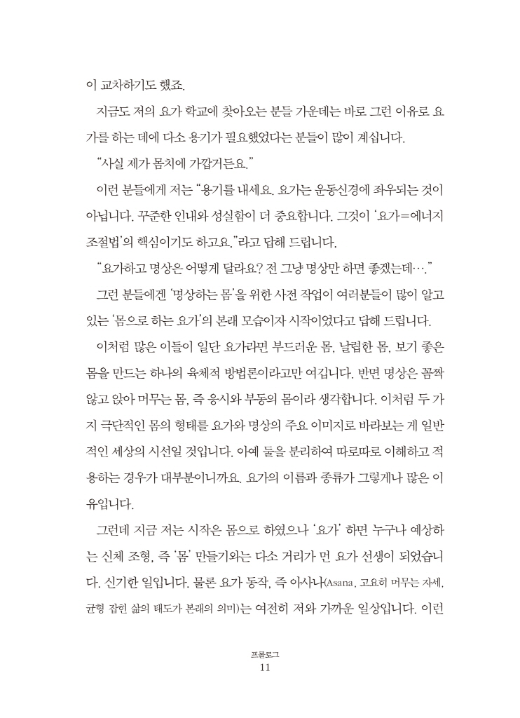 이 교차하기도 했죠.
지금도 저의 요가 학교에 찾아오는 분들 가운데는 바로 그런 이유로 요
가를 하는 데에 다소 용기가 필요했었다는 분들이 많이 계십니다.
“사실 제가 몸치에 가깝거든요.”
이런 분들에게 저는 “용기를 내세요. 요가는 운동신경에 좌우되는 것이
아닙니다. 꾸준한 인내와 성실함이 더 중요합니다. 그것이 ‘요가=에너지
조절법’의 핵심이기도 하고요.”라고 답해 드립니다.
“요가하고 명상은 어떻게 달라요? 전 그냥 명상만 하면 좋겠는데….”
그런 분들에겐 ‘명상하는 몸’을 위한 사전 작업이 여러분들이 많이 알고
있는 ‘몸으로 하는 요가’의 본래 모습이자 시작이었다고 답해 드립니다.
이처럼 많은 이들이 일단 요가라면 부드러운 몸, 날렵한 몸, 보기 좋은
몸을 만드는 하나의 육체적 방법론이라고만 여깁니다. 반면 명상은 꼼짝
않고 앉아 머무는 몸, 즉 응시와 부동의 몸이라 생각합니다. 이처럼 두 가
지 극단적인 몸의 형태를 요가와 명상의 주요 이미지로 바라보는 게 일반
적인 세상의 시선일 것입니다. 아예 둘을 분리하여 따로따로 이해하고 적
용하는 경우가 대부분이니까요. 요가의 이름과 종류가 그렇게나 많은 이
유입니다.
그런데 지금 저는 시작은 몸으로 하였으나 ‘요가’ 하면 누구나 예상하
는 신체 조형, 즉 ‘몸’ 만들기와는 다소 거리가 먼 요가 선생이 되었습니
다. 신기한 일입니다. 물론 요가 동작, 즉 아사나(Asana, 고요히 머무는 자세,
균형 잡힌 삶의 태도가 본래의 의미)는 여전히 저와 가까운 일상입니다. 이런
프롤로그
11